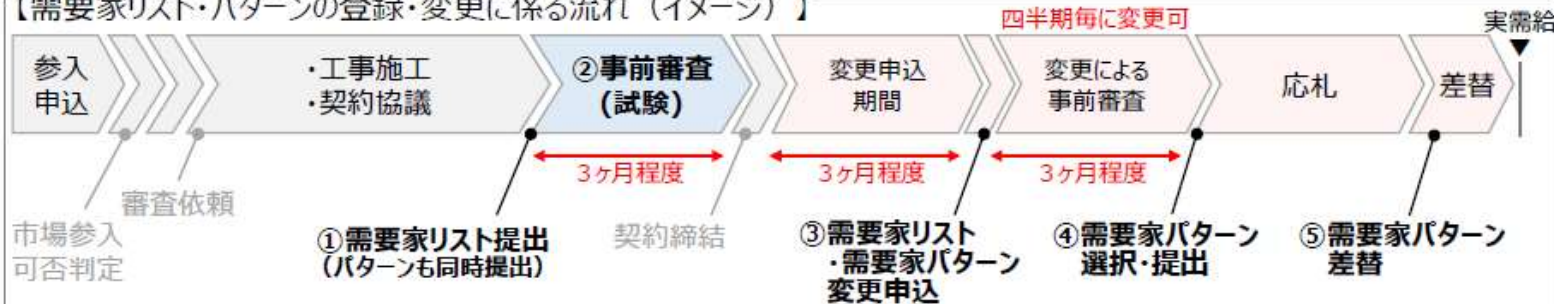 【需要家リスト・パターンの登録・変更に係る流れ（イメージ）】
四半期毎に変更可
実需給
参入
申込
・工事施工
・契約協議
②事前審査
(試験)
変更申込
期間
変更による
事前審査
応札
差替
3ヶ月程度
3ヶ月程度
3ヶ月程度
市場参入
可否判定
審査依頼
①需要家リスト提出
（パターンも同時提出）
契約締結
③需要家リスト
・需要家パターン
変更申込
④需要家パターン
選択・提出
⑤需要家パターン
差替